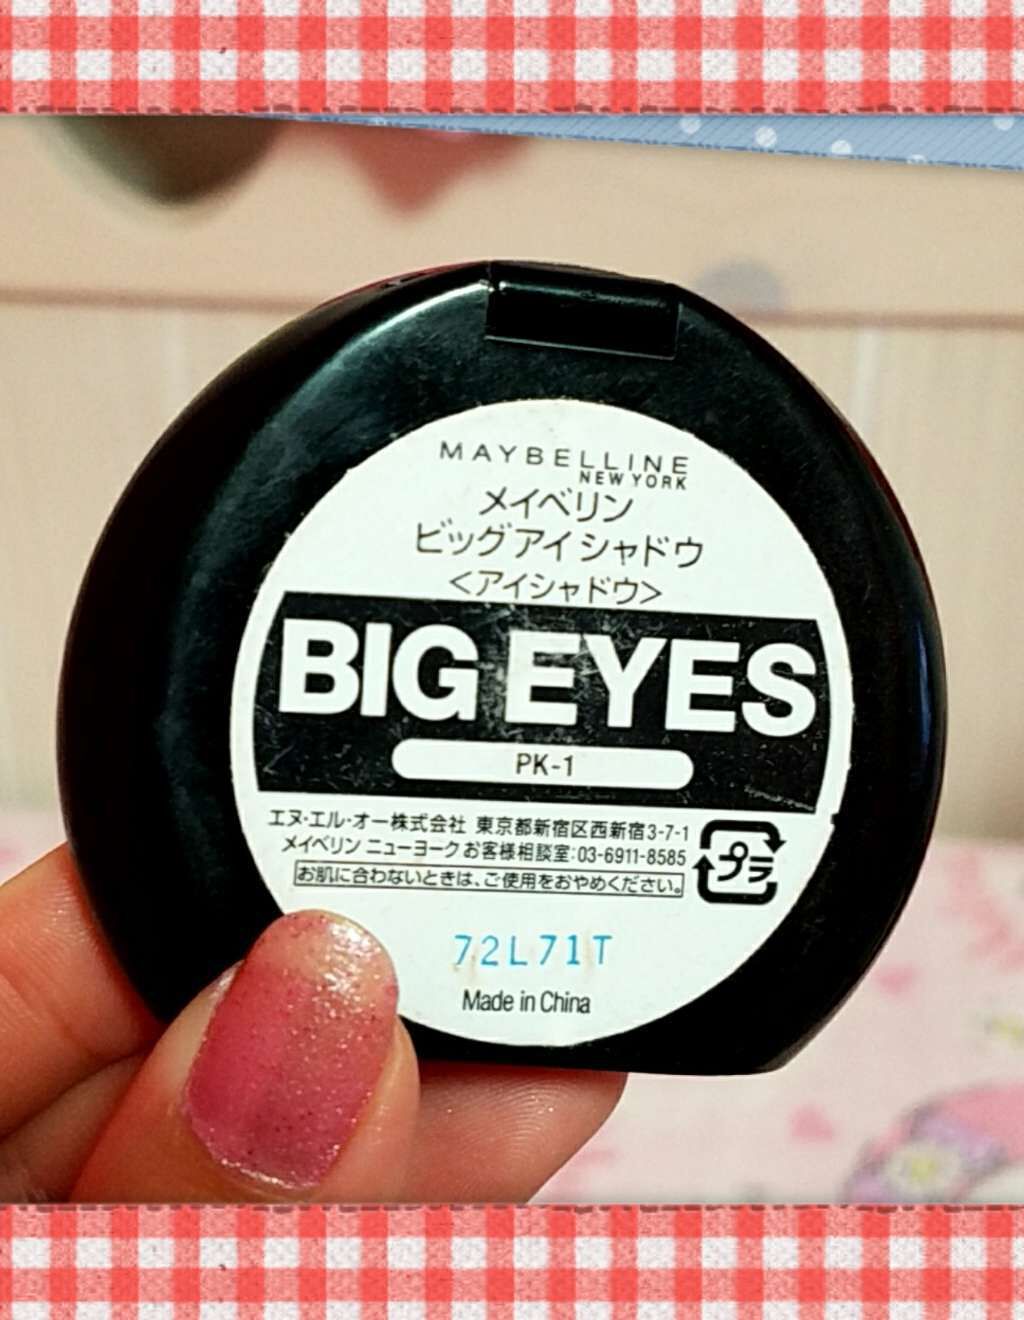 MAYBELLINE
NEW YORK
メイベリン
ビッグアイシャドウ
<アイシャドウ>
BIG EYES
PK-1
エヌ・エル・オー株式会社 東京都新宿区西新宿3-7-1
メイベリン ニューヨークお客様相談室:03-6911-8585
お肌に合わないときは、ご使用をおやめください。
プラ
72L71T
Made in China